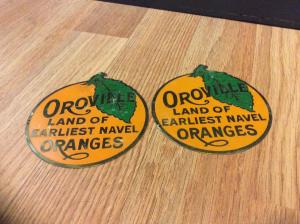 OROVILLE
LAND OF
EARLIEST NAVEL
ORANGES
OROVILLE
LAND OF
EARLIEST NAVEL
ORANGES